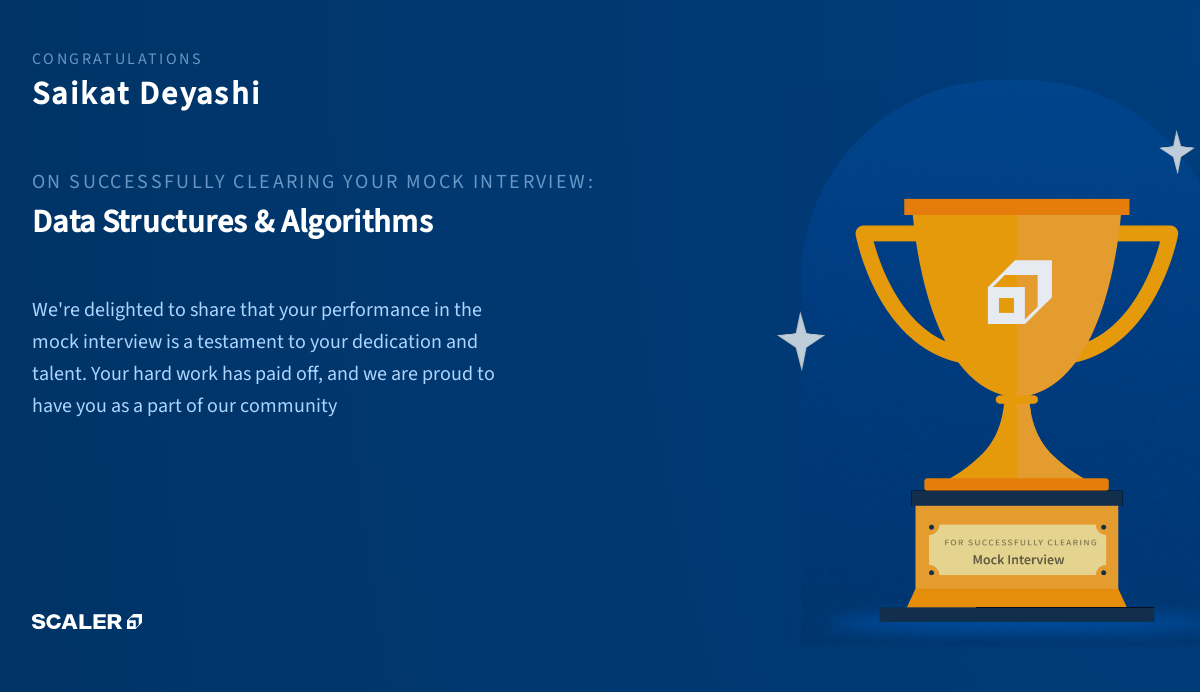 CONGRATULATIONS
Saikat Deyashi
ON SUCCESSFULLY CLEARING YOUR MOCK INTERVIEW:
Data Structures & Algorithms
We're delighted to share that your performance in the
mock interview is a testament to your dedication and
talent. Your hard work has paid off, and we are proud to
have you as a part of our community
FOR SUCCESSFULLY CLEARING
Mock Interview
SCALER